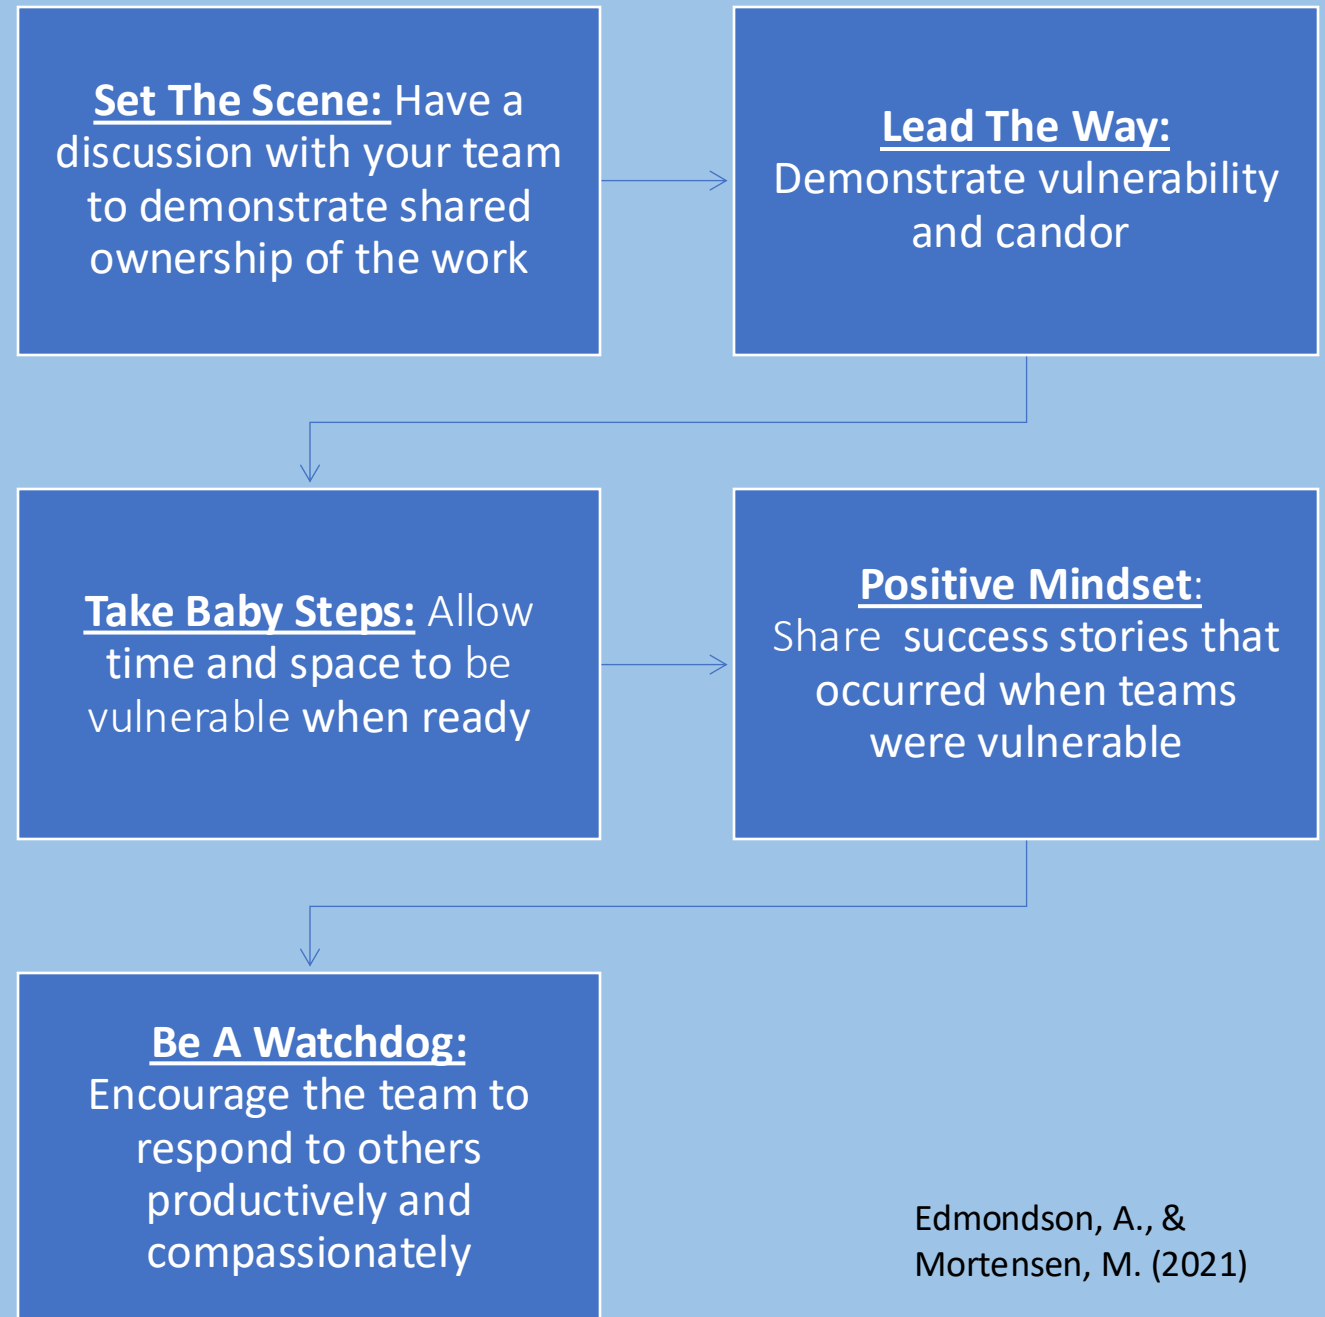 Set The Scene: Have a
discussion with your team
to demonstrate shared
ownership of the work
Lead The Way:
Demonstrate vulnerability
and candor
Take Baby Steps: Allow
time and space to be
vulnerable when ready
Positive Mindset:
Share  success stories that
occurred when teams
were vulnerable
Be A Watchdog:
Encourage the team to
respond to others
productively and
compassionately
Edmondson, A., &
Mortensen, M. (2021)